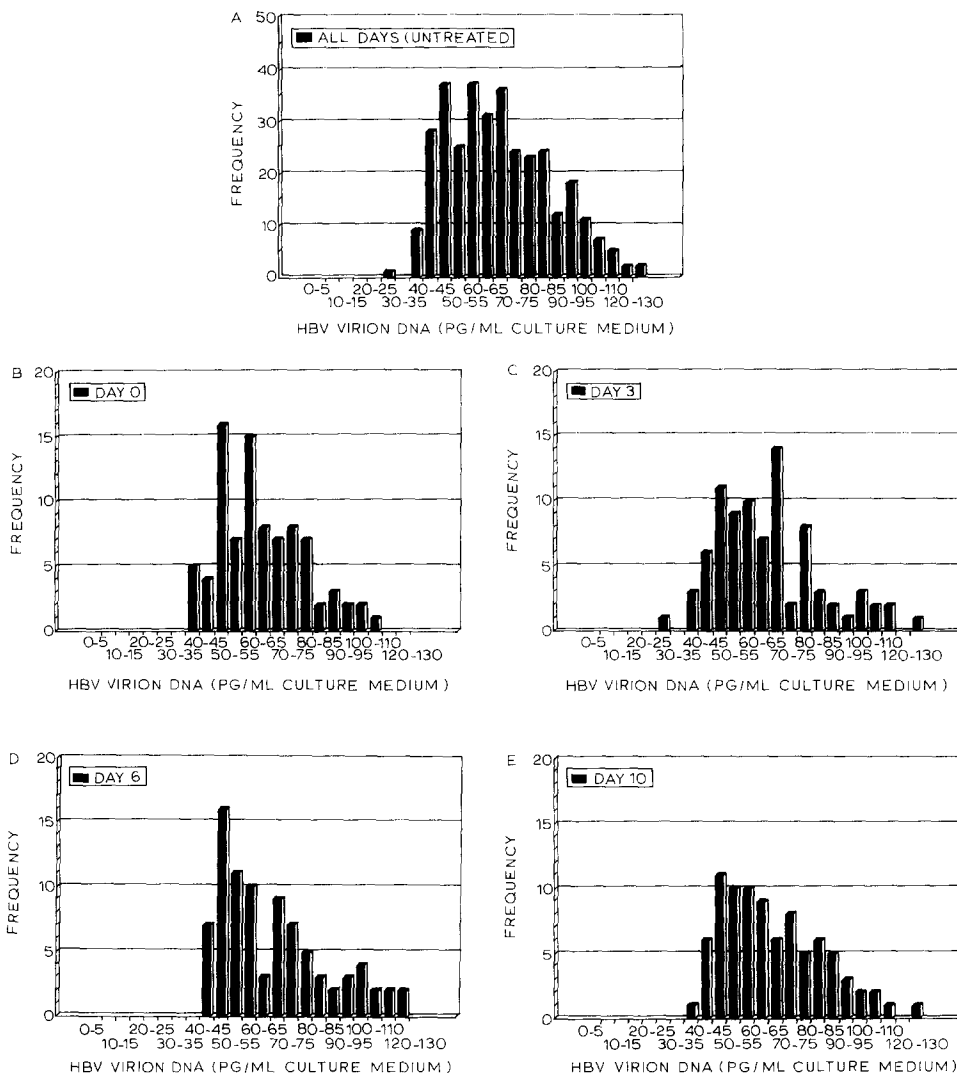 A
50
40
30
20
10
0
FREQUENCY
ALL DAYS (UNTREATED
0-5 20-25 40-45 60-65 80-85 100-110
10-15 30-35 50-55 70-75 90-95 120-130
HBV VIRION DNA (PG/ML CULTURE MEDIUM)
B
20
15
10
5
0
FREQUENCY
DAY 0
0-5 20-25 40-45 60-65 80-85 100-110
10-15 30-35 50-55 70-75 90-95 120-130
HBV VIRION DNA (PG/ML CULTURE MEDIUM)
C
20
15
10
5
0
FREQUENCY
DAY 3
0-5 20-25 40-45 60-65 80-85 100-110
10-15 30-35 50-55 70-75 90-95 120-130
HBV VIRION DNA (PG/ML CULTURE MEDIUM)
D
20
15
10
5
0
FREQUENCY
DAY 6
0-5 20-25 40-45 60-65 80-85 100-110
10-15 30-35 50-55 70-75 90-95 120-130
HBV VIRION DNA (PG/ML CULTURE MEDIUM)
E
20
15
10
5
0
FREQUENCY
DAY 10
0-5 20-25 40-45 60-65 80-85 100-110
10-15 30-35 50-55 70-75 90-95 120-130
HBV VIRION DNA (PG/ML CULTURE MEDIUM)